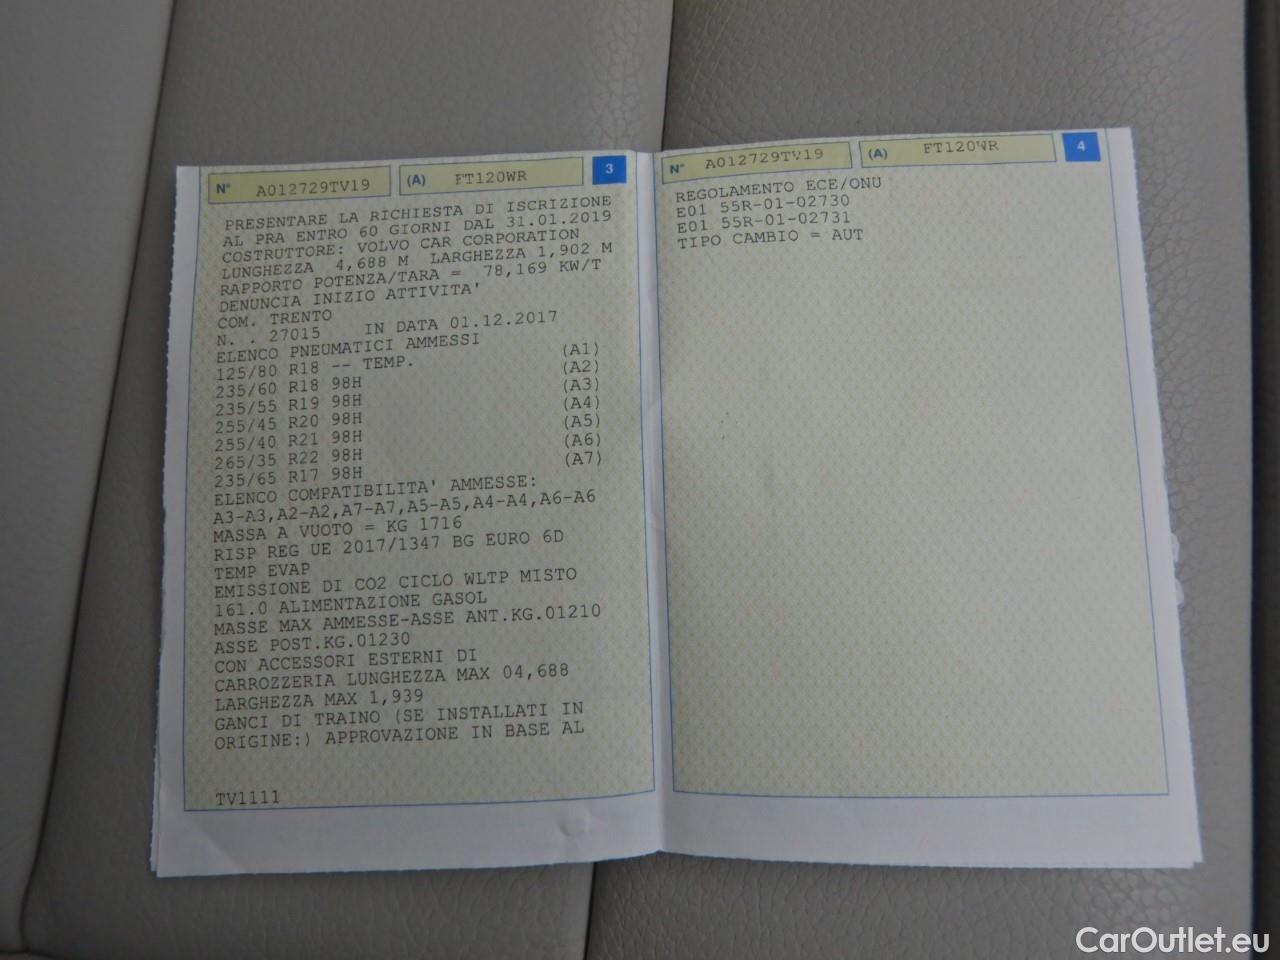 N° A012729TV19 (A) FT120WR 3
PRESENTARE LA RICHIESTA DI ISCRIZIONE
AL PRA ENTRO 60 GIORNI DAL 31.01.2019
COSTRUTTORE: VOLVO CAR CORPORATION
LUNGHEZZA 4,688 M LARGHEZZA 1,902 M
RAPPORTO POTENZA/TARA = 78,169 KW/T
DENUNCIA INIZIO ATTIVITA'
COM. TRENTO
N. . 27015 IN DATA 01.12.2017
ELENCO PNEUMATICI AMMESSI
125/80 R18 -- TEMP. (A1)
235/60 R18 98H (A2)
235/55 R19 98H (A3)
255/45 R20 98H (A4)
255/40 R21 98H (A5)
265/35 R22 98H (A6)
235/65 R17 98H (A7)
ELENCO COMPATIBILITA' AMMESSE:
A3-A3,A2-A2,A7-A7,A5-A5,A4-A4,A6-A6
MASSA A VUOTO = KG 1716
RISP REG UE 2017/1347 BG EURO 6D
TEMP EVAP
EMISSIONE DI CO2 CICLO WLTP MISTO
161.0 ALIMENTAZIONE GASOL
MASSE MAX AMMESSE-ASSE ANT.KG.01210
ASSE POST.KG.01230
CON ACCESSORI ESTERNI DI
CARROZZERIA LUNGHEZZA MAX 04,688
LARGHEZZA MAX 1,939
GANCI DI TRAINO (SE INSTALLATI IN
ORIGINE:) APPROVAZIONE IN BASE AL
TV1111
N° A012729TV19 (A) FT120WR 4
REGOLAMENTO ECE/ONU
E01 55R-01-02730
E01 55R-01-02731
TIPO CAMBIO = AUT
CarOutlet.eu